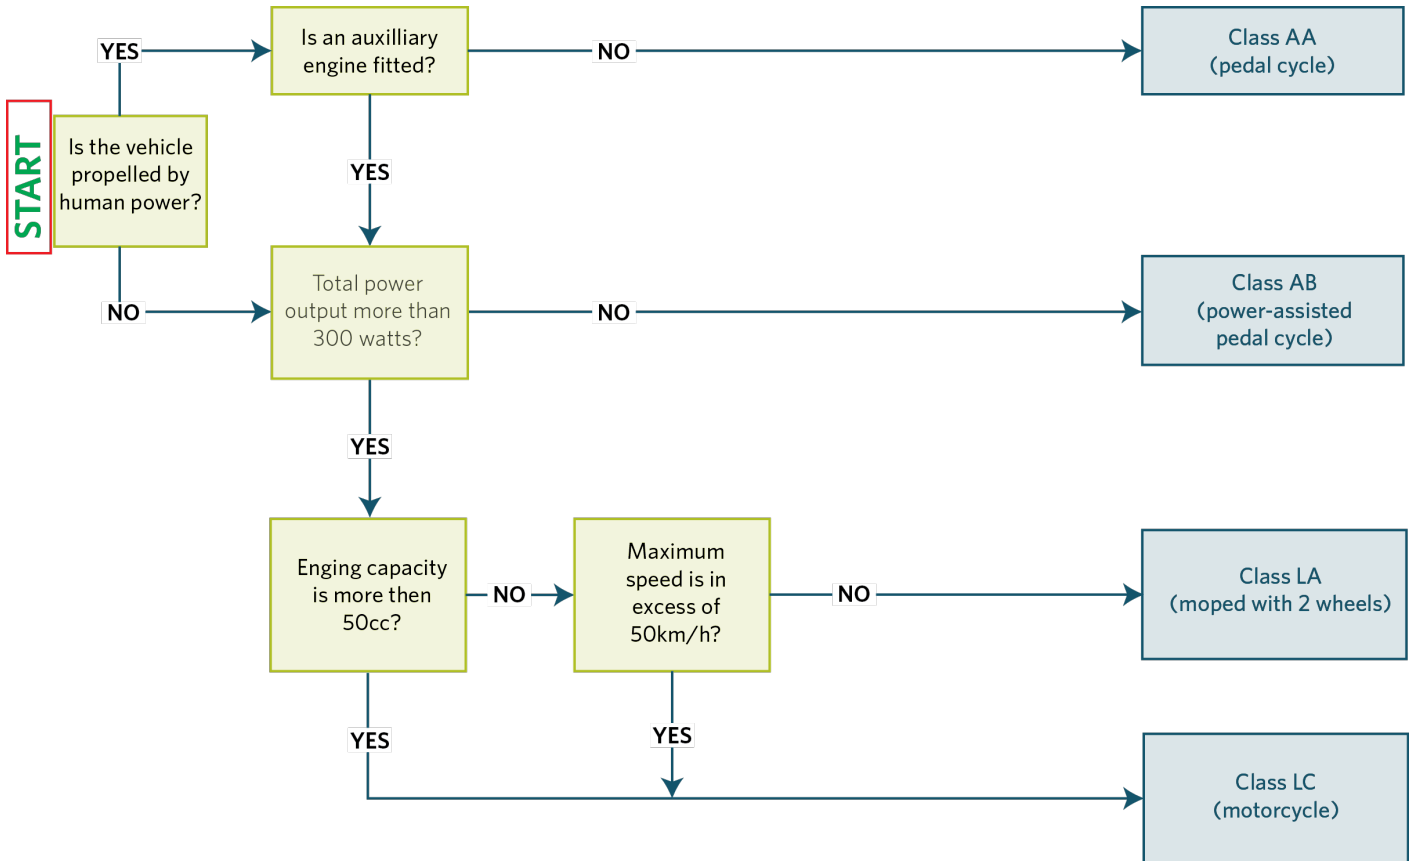 START
Is the vehicle
propelled by
human power?
YES
Is an auxilliary
engine fitted?
NO
Class AA
(pedal cycle)
YES
NO
Total power
output more than
300 watts?
NO
Class AB
(power-assisted
pedal cycle)
YES
Enging capacity
is more then
50cc?
NO
Maximum
speed is in
excess of
50km/h?
NO
Class LA
(moped with 2 wheels)
YES
YES
Class LC
(motorcycle)